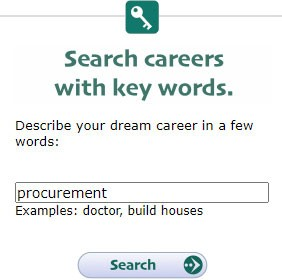 Search careers
with key words.
Describe your dream career in a few
words:
procurement
Examples: doctor, build houses
Search